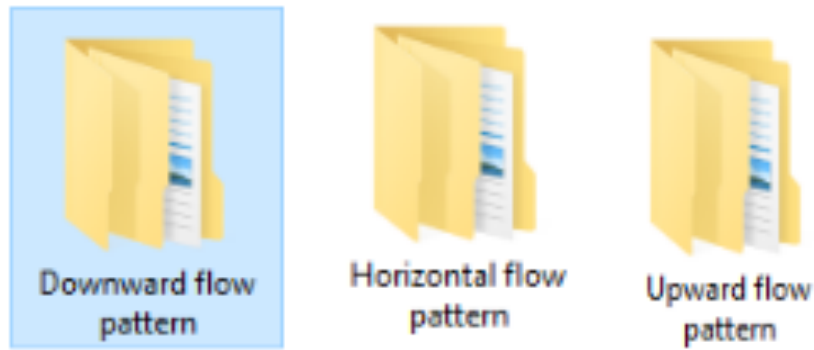 Downward flow
pattern
Horizontal flow
pattern
Upward flow
pattern